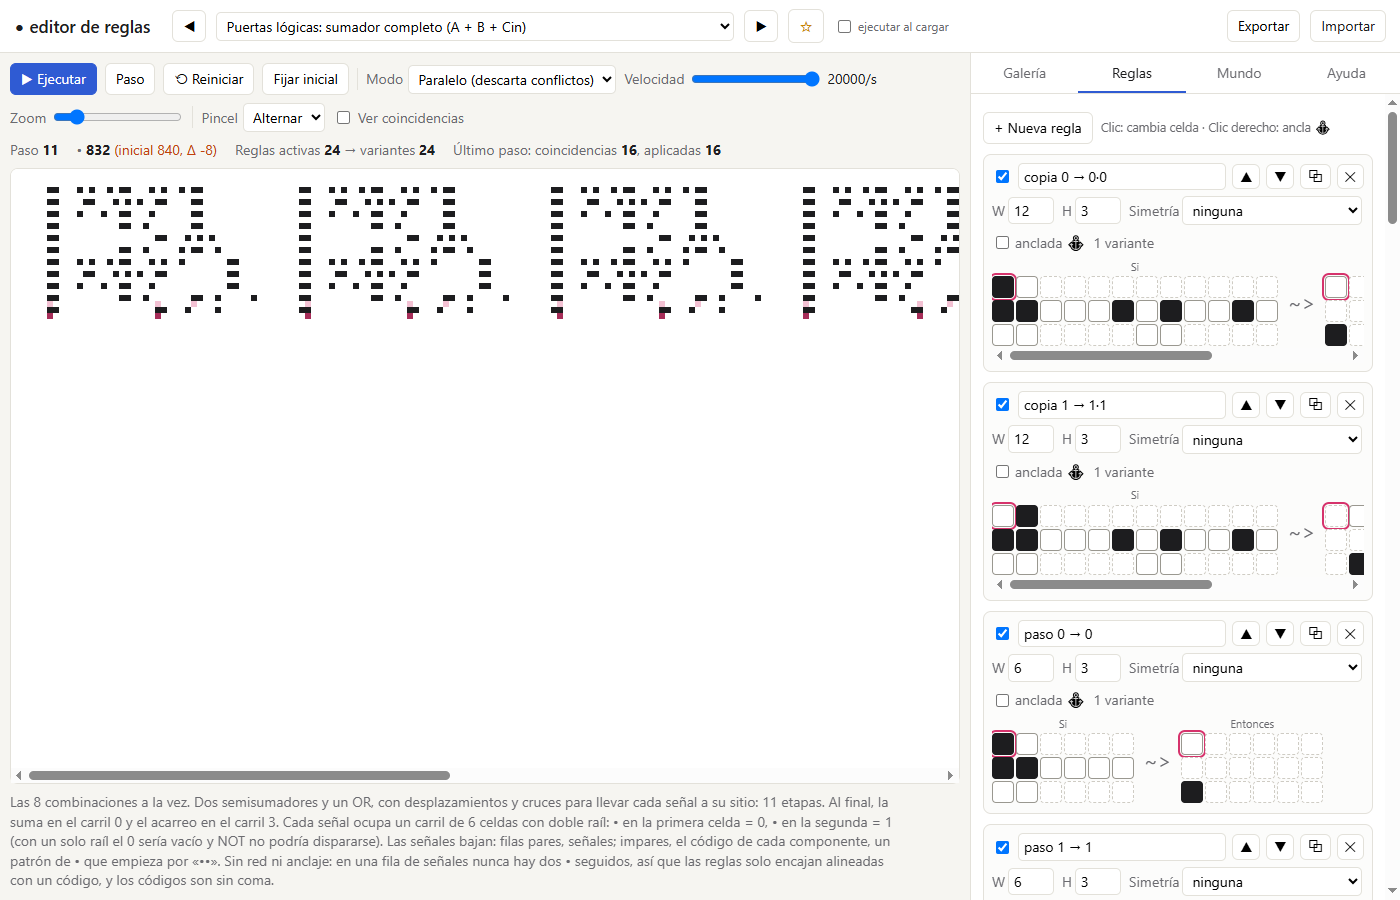 • editor de reglas
◀
Puertas lógicas: sumador completo (A + B + Cin)
▶
☆
ejecutar al cargar
Exportar
Importar
▶ Ejecutar
Paso
Reiniciar
Fijar inicial
Modo
Paralelo (descarta conflictos)
Velocidad
20000/s
Zoom
Pincel
Alternar
Ver coincidencias
Paso 11 • 832 (inicial 840, Δ -8) Reglas activas 24 → variantes 24 Último paso: coincidencias 16, aplicadas 16
Las 8 combinaciones a la vez. Dos semisumadores y un OR, con desplazamientos y cruces para llevar cada señal a su sitio: 11 etapas. Al final, la
suma en el carril 0 y el acarreo en el carril 3. Cada señal ocupa un carril de 6 celdas con doble raíl: • en la primera celda = 0, • en la segunda = 1
(con un solo raíl el 0 sería vacío y NOT no podría dispararse). Las señales bajan: filas pares, señales; impares, el código de cada componente, un
patrón de • que empieza por «••». Sin red ni anclaje: en una fila de señales nunca hay dos • seguidos, así que las reglas solo encajan alineadas
con un código, y los códigos son sin coma.
Galería
Reglas
Mundo
Ayuda
+ Nueva regla
Clic: cambia celda · Clic derecho: ancla
copia 0 → 0·0
▲
▼
W 12 H 3 Simetría ninguna
anclada 1 variante
Si
~>
copia 1 → 1·1
▲
▼
W 12 H 3 Simetría ninguna
anclada 1 variante
Si
~>
paso 0 → 0
▲
▼
W 6 H 3 Simetría ninguna
anclada 1 variante
Si
Entonces
~>
paso 1 → 1
▲
▼
W 6 H 3 Simetría ninguna